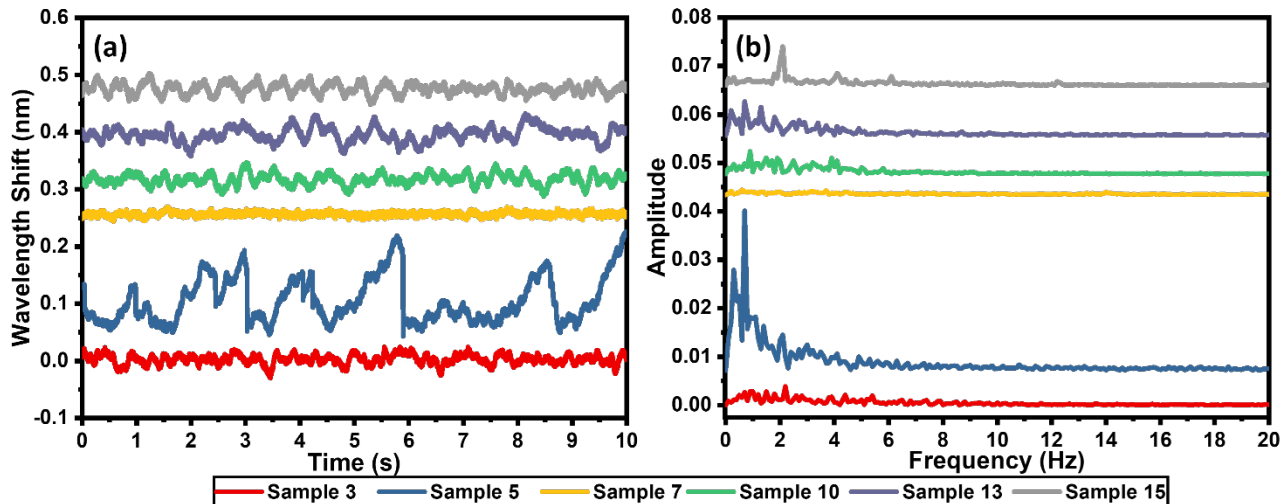 (a)
Wavelength Shift (nm)
0.6
0.5
0.4
0.3
0.2
0.1
0.0
-0.1
0 1 2 3 4 5 6 7 8 9 10
Time (s)
(b)
Amplitude
0.08
0.07
0.06
0.05
0.04
0.03
0.02
0.01
0.00
0 2 4 6 8 10 12 14 16 18 20
Frequency (Hz)
Sample 3 Sample 5 Sample 7 Sample 10 Sample 13 Sample 15